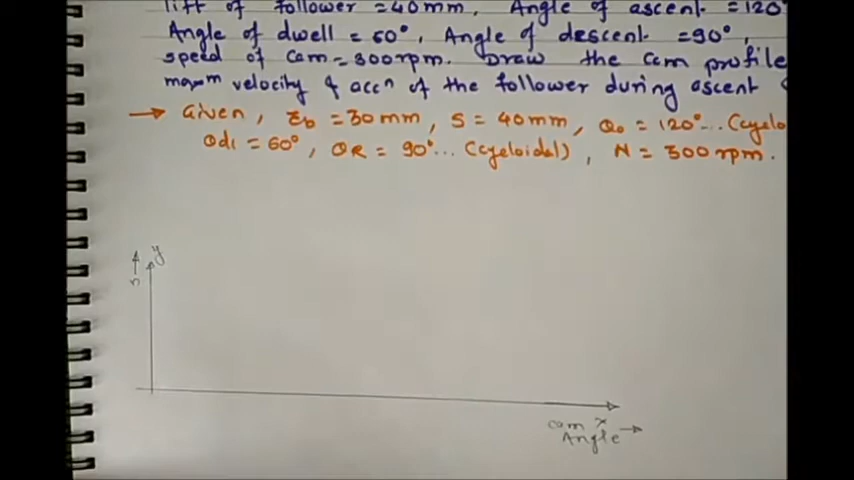 lift of follower = 40mm, Angle of ascent = 120°
Angle of dwell = 60°, Angle of descent = 90°,
speed of cam = 300rpm. Draw the cam profile
maxm velocity & accn of the follower during ascent
→ Given, rb = 30mm, S = 40mm, θo = 120°... (cyclo
θd1 = 60°, θR = 90°... (cycloidal), N = 300 rpm.
y
n
x
cam
Angle →